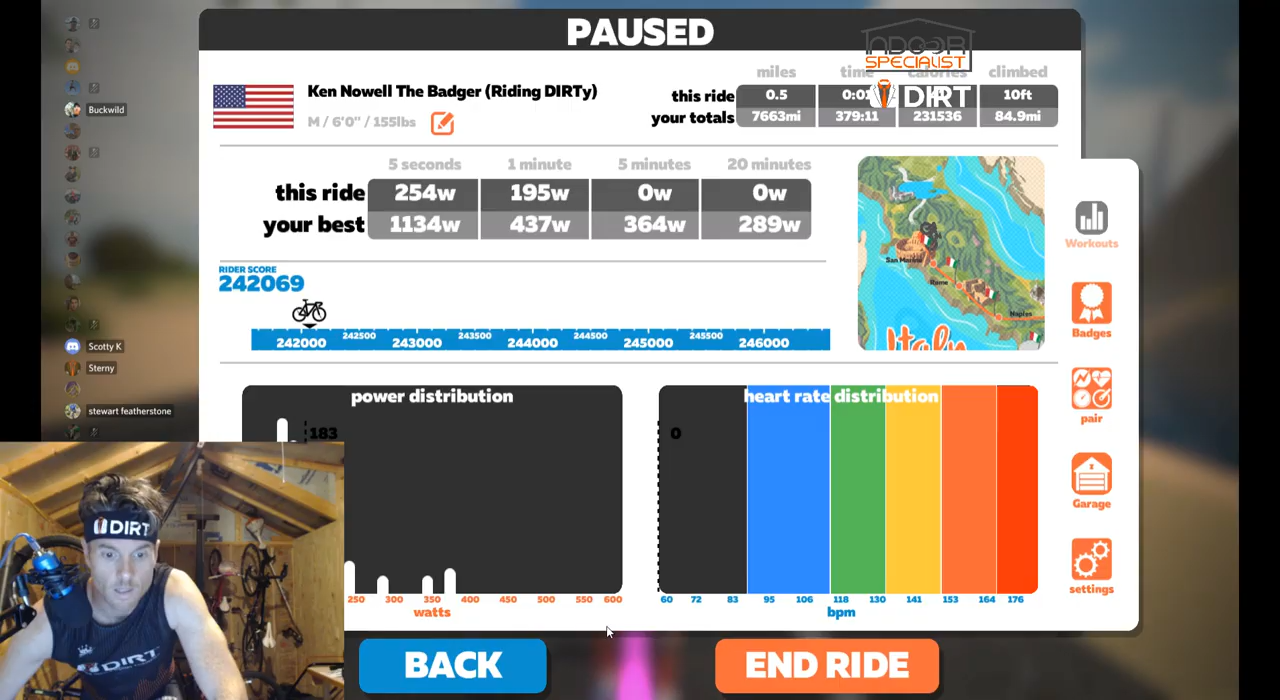 PAUSED
INDOOR
SPECIALIST
DIRT
miles time calories climbed
this ride 0.5 10ft
your totals 7663mi 379:11 231536 84.9mi
Ken Nowell The Badger (Riding DIRTy)
M / 6'0" / 155lbs
5 seconds 1 minute 5 minutes 20 minutes
this ride 254w 195w 0w 0w
your best 1134w 437w 364w 289w
RIDER SCORE
242069
242000 242500 243000 243500 244000 244500 245000 245500 246000
San Marino
Rome
Naples
Italy
Workouts
Badges
pair
Garage
settings
Buckwild
Scotty K
Sterny
stewart featherstone
power distribution
183
250 300 350 400 450 500 550 600
watts
heart rate distribution
0
60 72 83 95 106 118 130 141 153 164 176
bpm
DIRT
DIRT
BACK
END RIDE